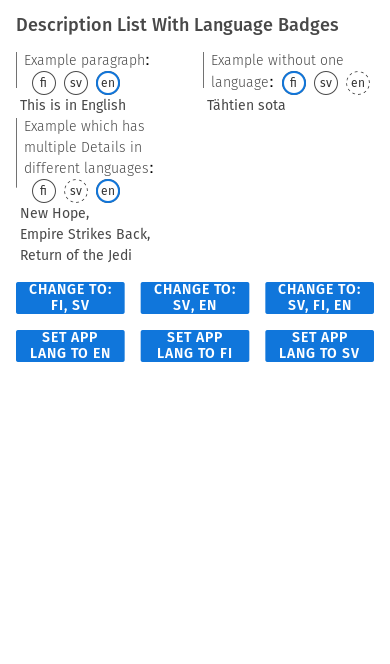 Description List With Language Badges
Example paragraph:
fi sv en
This is in English
Example without one
language: fi sv en
Tähtien sota
Example which has
multiple Details in
different languages:
fi sv en
New Hope,
Empire Strikes Back,
Return of the Jedi
CHANGE TO:
FI, SV
CHANGE TO:
SV, EN
CHANGE TO:
SV, FI, EN
SET APP
LANG TO EN
SET APP
LANG TO FI
SET APP
LANG TO SV